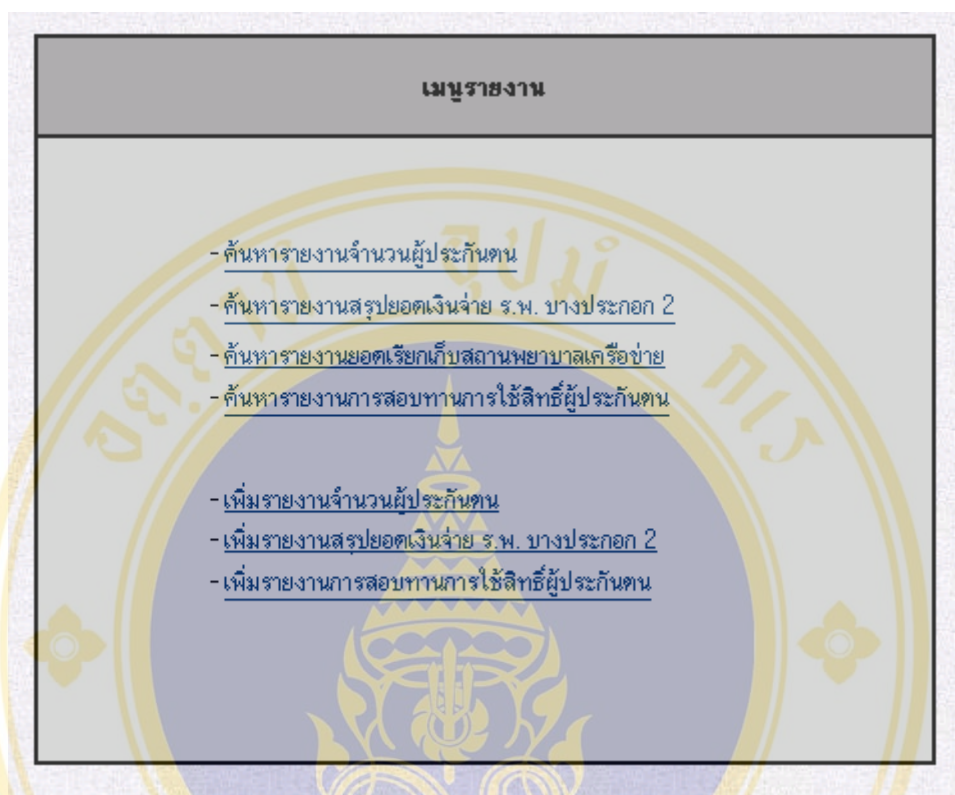 เมนูรายงาน
อตฺตานํ อุปมํ กเร
- ค้นหารายงานจำนวนผู้ประกันตน
- ค้นหารายงานสรุปยอดเงินจ่าย ร.พ. บางประกอก 2
- ค้นหารายงานยอดเรียกเก็บสถานพยาบาลเครือข่าย
- ค้นหารายงานการสอบทานการใช้สิทธิ์ผู้ประกันตน
- เพิ่มรายงานจำนวนผู้ประกันตน
- เพิ่มรายงานสรุปยอดเงินจ่าย ร.พ. บางประกอก 2
- เพิ่มรายงานการสอบทานการใช้สิทธิ์ผู้ประกันตน